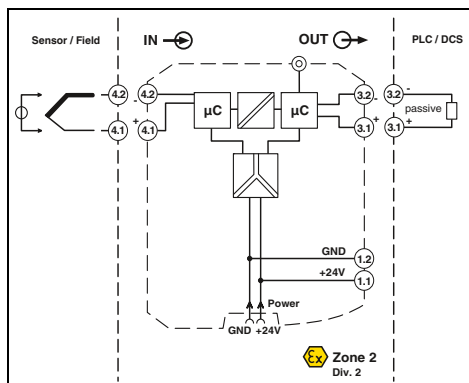 Sensor / Field
IN
OUT
PLC / DCS
4.2
4.2
-
µC
µC
3.2
-
3.2
-
passive
4.1
+
4.1
3.1
+
3.1
+
GND
1.2
+24V
1.1
Power
GND +24V
Ex
Zone 2
Div. 2